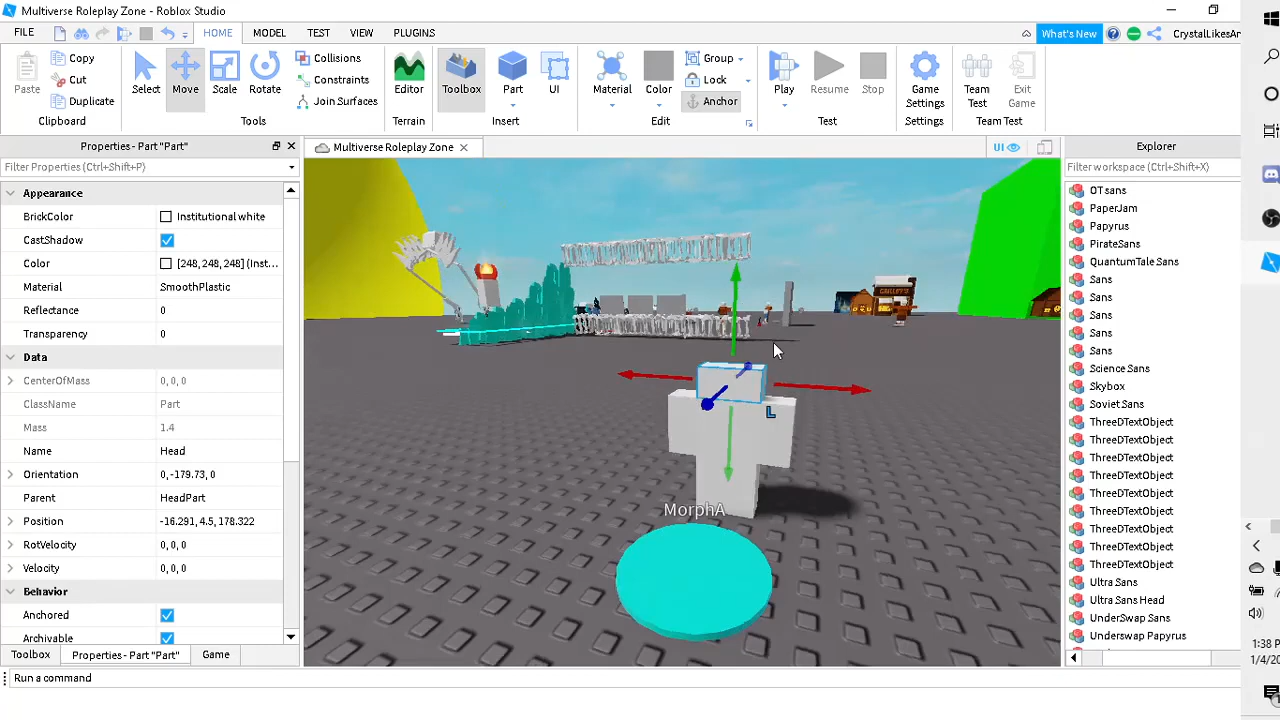 Multiverse Roleplay Zone - Roblox Studio
FILE HOME MODEL TEST VIEW PLUGINS What's New CrystalLikesAn
Copy Collisions Group
Cut Constraints Lock
Paste Duplicate Select Move Scale Rotate Join Surfaces Editor Toolbox Part UI Material Color Anchor Play Resume Stop Game Settings Team Test Exit Game
Clipboard Tools Terrain Insert Edit Test Settings Team Test
Properties - Part "Part"
Multiverse Roleplay Zone
UI
Explorer
Filter Properties (Ctrl+Shift+P)
Filter workspace (Ctrl+Shift+X)
Appearance
BrickColor Institutional white
CastShadow
Color [248, 248, 248] (Inst...
Material SmoothPlastic
Reflectance 0
Transparency 0
Data
CenterOfMass 0, 0, 0
ClassName Part
Mass 1.4
Name Head
Orientation 0, -179.73, 0
Parent HeadPart
Position -16.291, 4.5, 178.322
RotVelocity 0, 0, 0
Velocity 0, 0, 0
Behavior
Anchored
Archivable
Toolbox Properties - Part "Part" Game
GRILLBY'S
L
MorphA
OT sans
PaperJam
Papyrus
PirateSans
QuantumTale Sans
Sans
Sans
Sans
Sans
Sans
Science Sans
Skybox
Soviet Sans
ThreeDTextObject
ThreeDTextObject
ThreeDTextObject
ThreeDTextObject
ThreeDTextObject
ThreeDTextObject
ThreeDTextObject
ThreeDTextObject
ThreeDTextObject
Ultra Sans
Ultra Sans Head
UnderSwap Sans
Underswap Papyrus
Run a command
1:38 P
1/4/20